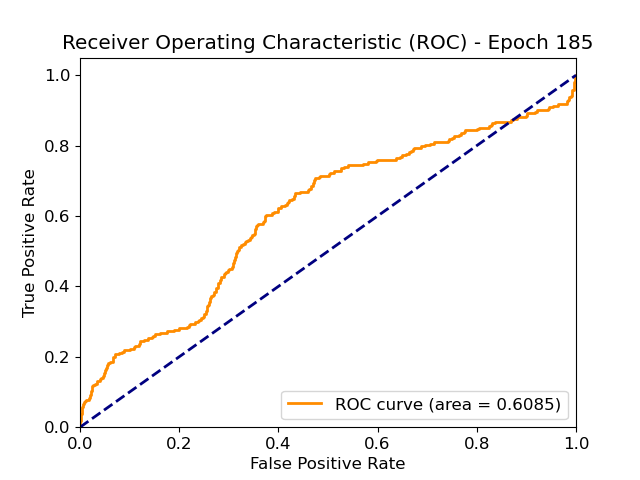 Receiver Operating Characteristic (ROC) - Epoch 185
True Positive Rate
1.0
0.8
0.6
0.4
0.2
0.0
ROC curve (area = 0.6085)
0.0 0.2 0.4 0.6 0.8 1.0
False Positive Rate